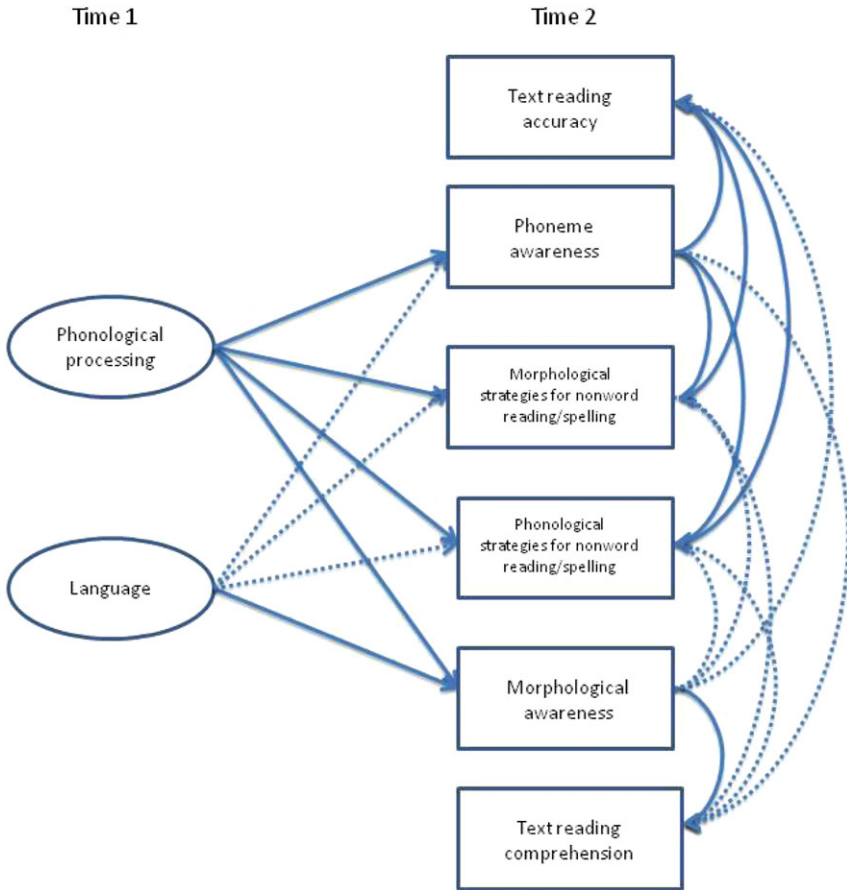 Time 1
Time 2
Text reading
accuracy
Phoneme
awareness
Phonological
processing
Morphological
strategies for nonword
reading/spelling
Phonological
strategies for nonword
reading/spelling
Language
Morphological
awareness
Text reading
comprehension